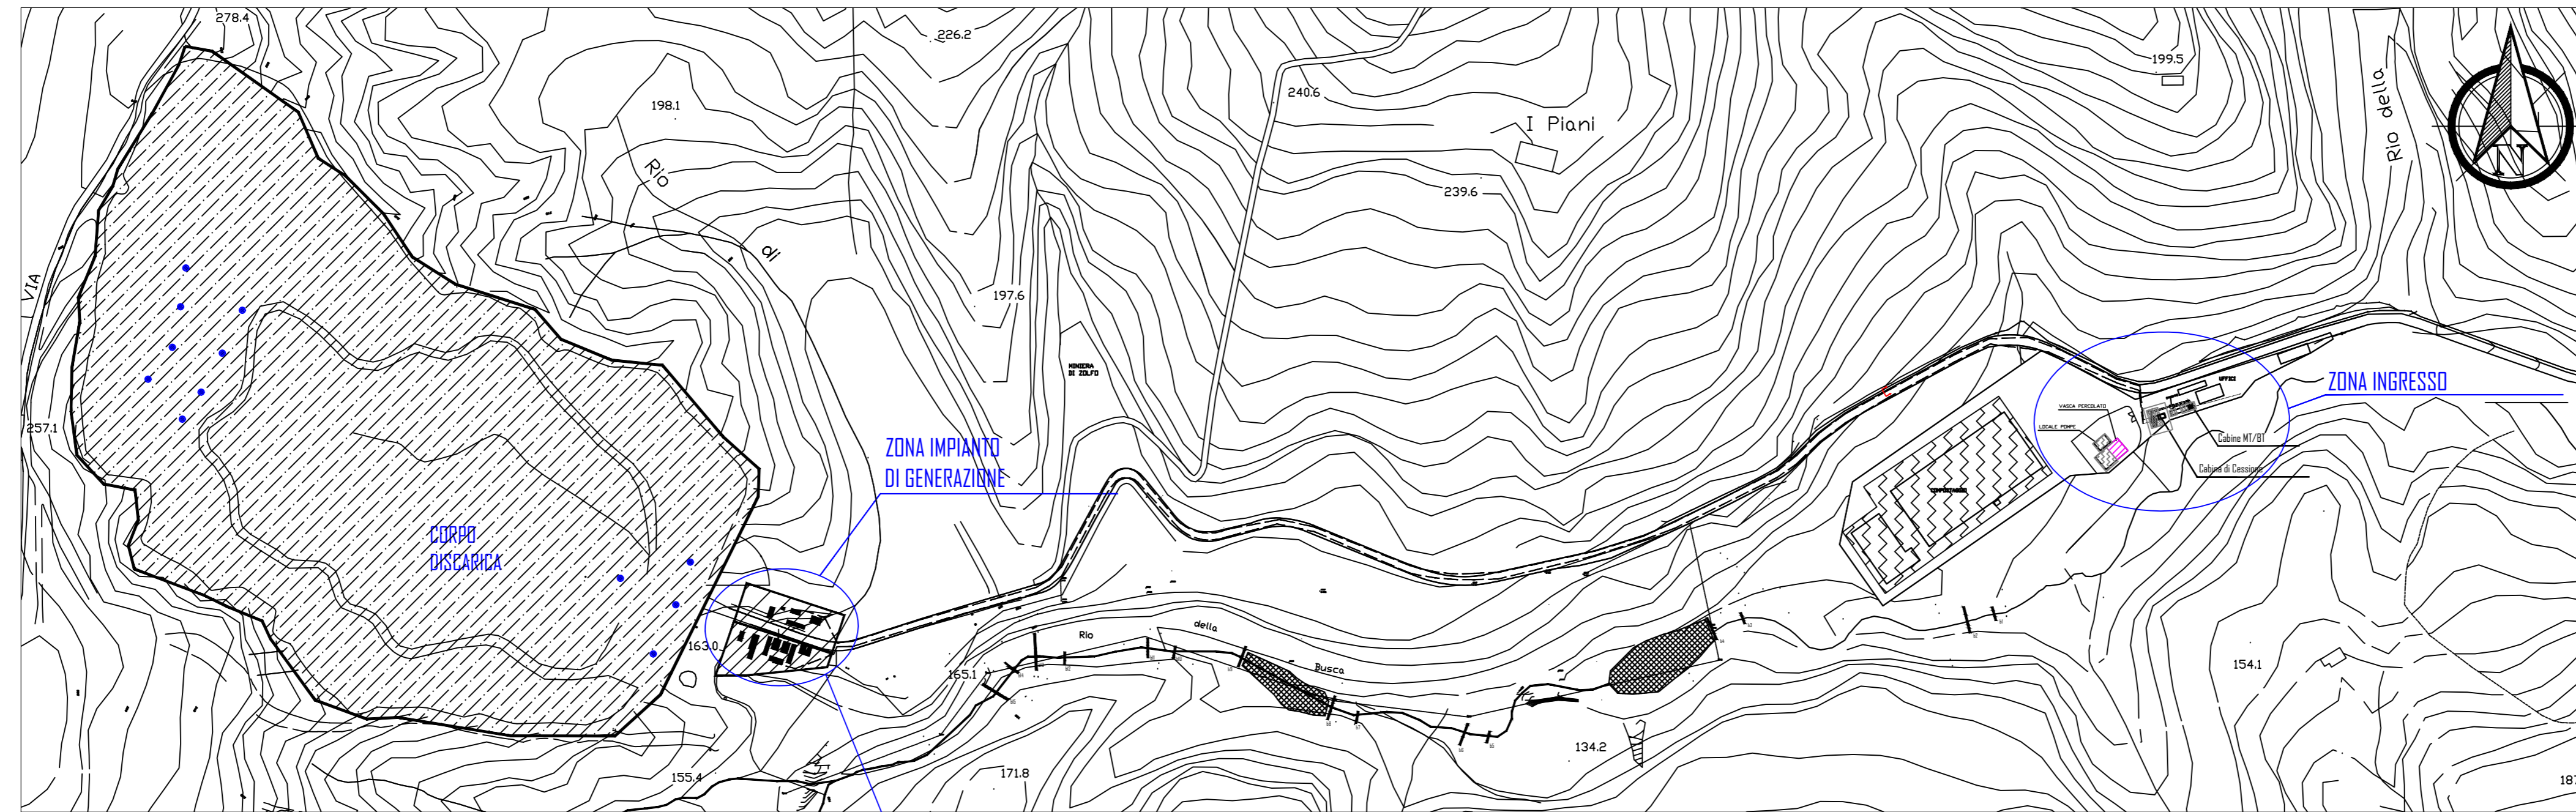 278.4
226.2
199.5
240.6
198.1
I Piani
Rio della
N
Rio
239.6
di
VIA
197.6
MINIERA
DI ZOLFO
ZONA INGRESSO
UFFICI
VASCA PERCOLATO
LOCALE POMPE
257.1
Cabine MT/BT
ZONA IMPIANTO
DI GENERAZIONE
Cabina di Cessione
CORPO
DISCARICA
Rio
della
Busca
163.0
165.1
154.1
134.2
155.4
171.8
187